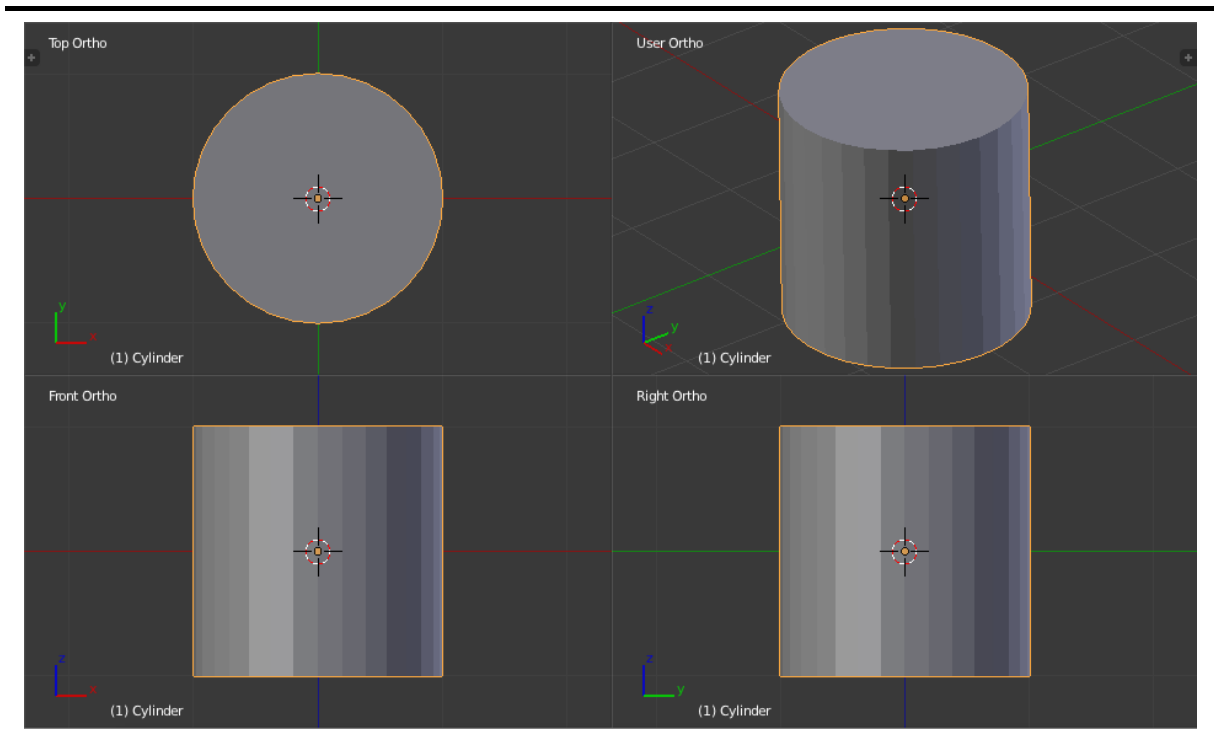 Top Ortho
y
x
(1) Cylinder
User Ortho
z
y
x
(1) Cylinder
Front Ortho
z
x
(1) Cylinder
Right Ortho
z
y
(1) Cylinder